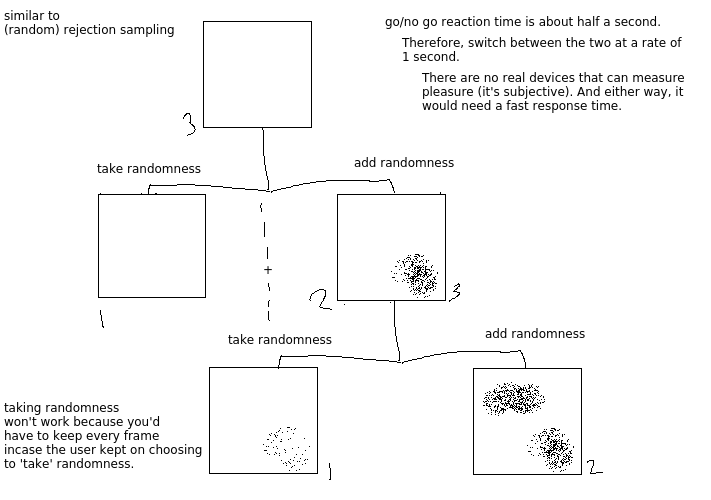 similar to
(random) rejection sampling
go/no go reaction time is about half a second.
Therefore, switch between the two at a rate of
1 second.
There are no real devices that can measure
pleasure (it's subjective). And either way, it
would need a fast response time.
3
take randomness
add randomness
+
1
2
3
take randomness
add randomness
taking randomness
won't work because you'd
have to keep every frame
incase the user kept on choosing
to 'take' randomness.
1
2